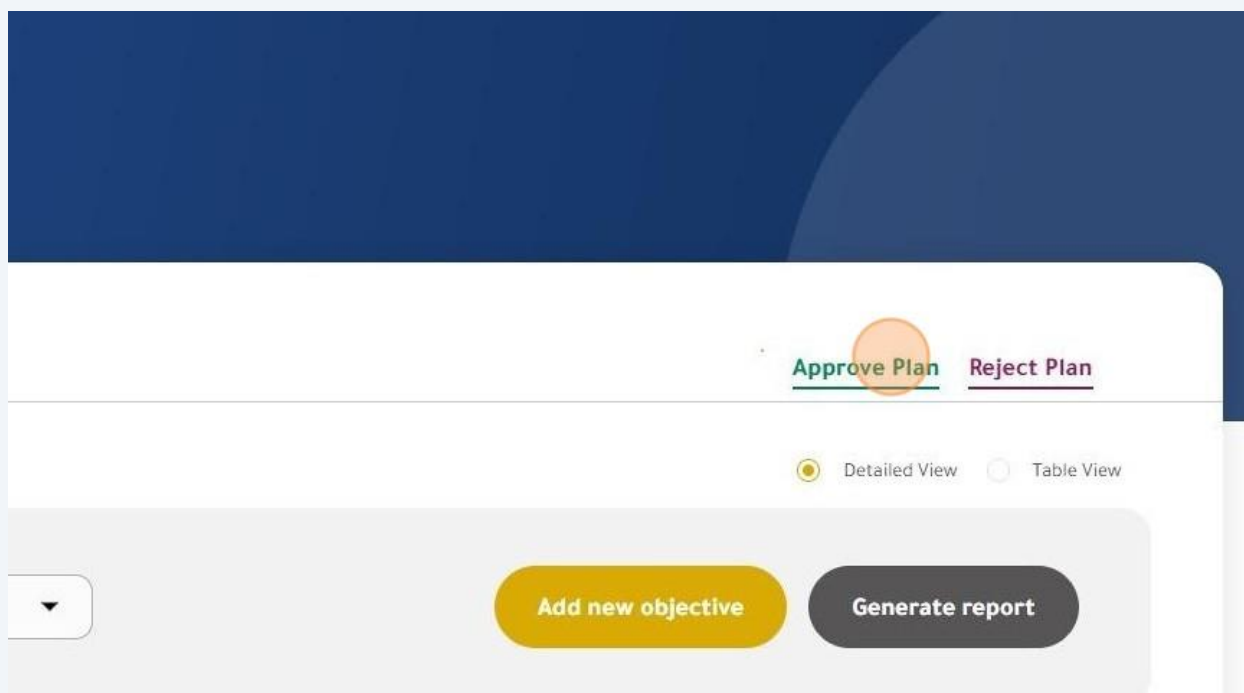 Approve Plan Reject Plan
Detailed View Table View
Add new objective Generate report